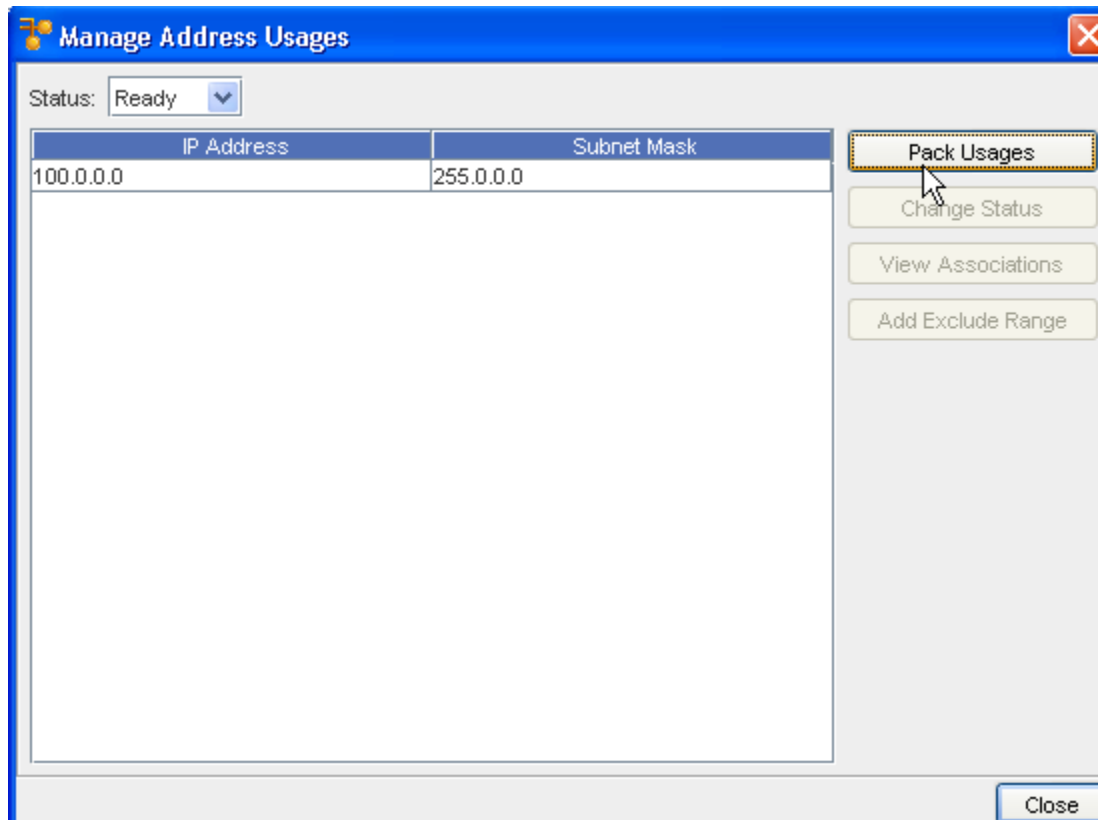 Manage Address Usages
Status: Ready
IP Address Subnet Mask
100.0.0.0 255.0.0.0
Pack Usages
Change Status
View Associations
Add Exclude Range
Close